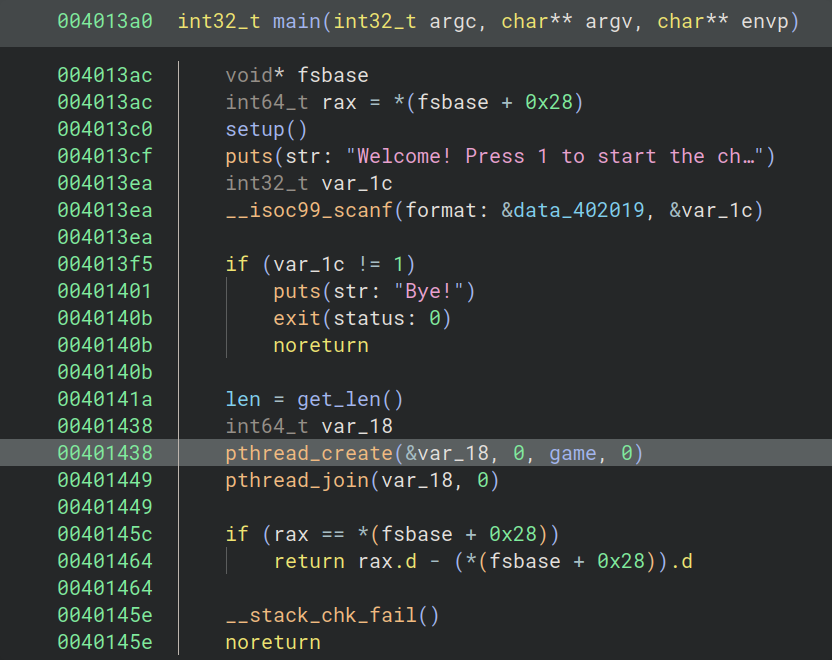 004013a0 int32_t main(int32_t argc, char** argv, char** envp)
004013ac void* fsbase
004013ac int64_t rax = *(fsbase + 0x28)
004013c0 setup()
004013cf puts(str: "Welcome! Press 1 to start the ch…")
004013ea int32_t var_1c
004013ea __isoc99_scanf(format: &data_402019, &var_1c)
004013ea
004013f5 if (var_1c != 1)
00401401 puts(str: "Bye!")
0040140b exit(status: 0)
0040140b noreturn
0040140b
0040141a len = get_len()
00401438 int64_t var_18
00401438 pthread_create(&var_18, 0, game, 0)
00401449 pthread_join(var_18, 0)
00401449
0040145c if (rax == *(fsbase + 0x28))
00401464 return rax.d - (*(fsbase + 0x28)).d
00401464
0040145e __stack_chk_fail()
0040145e noreturn